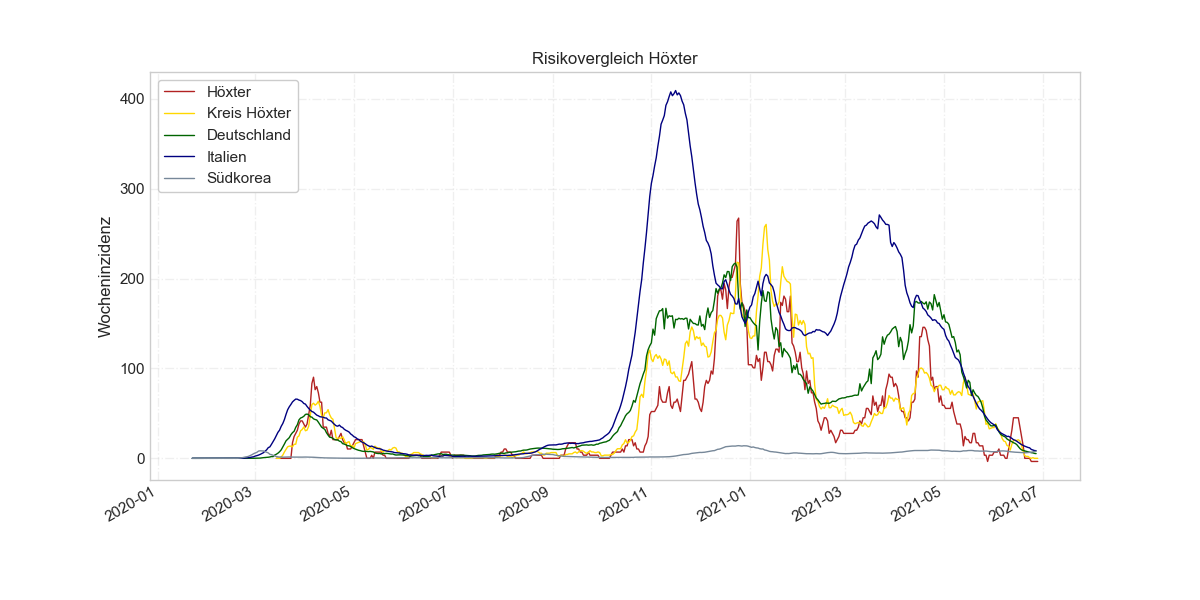 Risikovergleich Höxter
Höxter
Kreis Höxter
Deutschland
Italien
Südkorea
Wocheninzidenz
400
300
200
100
0
2020-01
2020-03
2020-05
2020-07
2020-09
2020-11
2021-01
2021-03
2021-05
2021-07